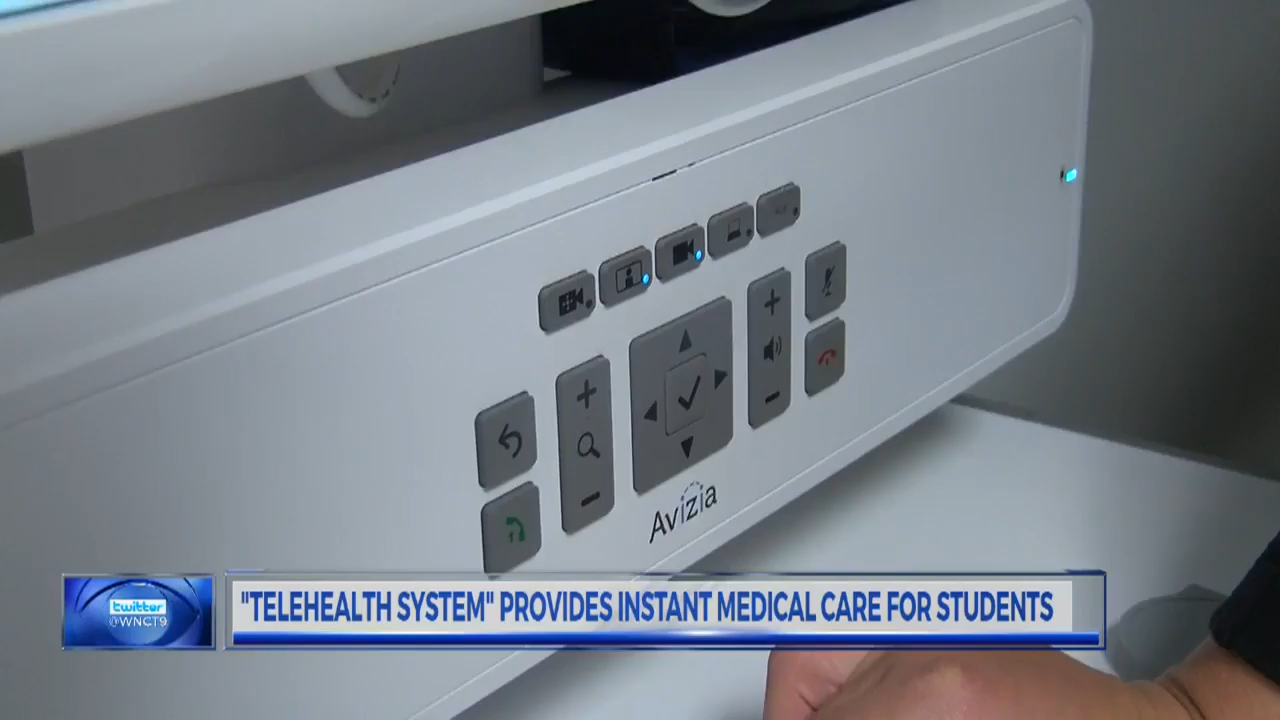 Avizia
twitter
@WNCT9
"TELEHEALTH SYSTEM" PROVIDES INSTANT MEDICAL CARE FOR STUDENTS